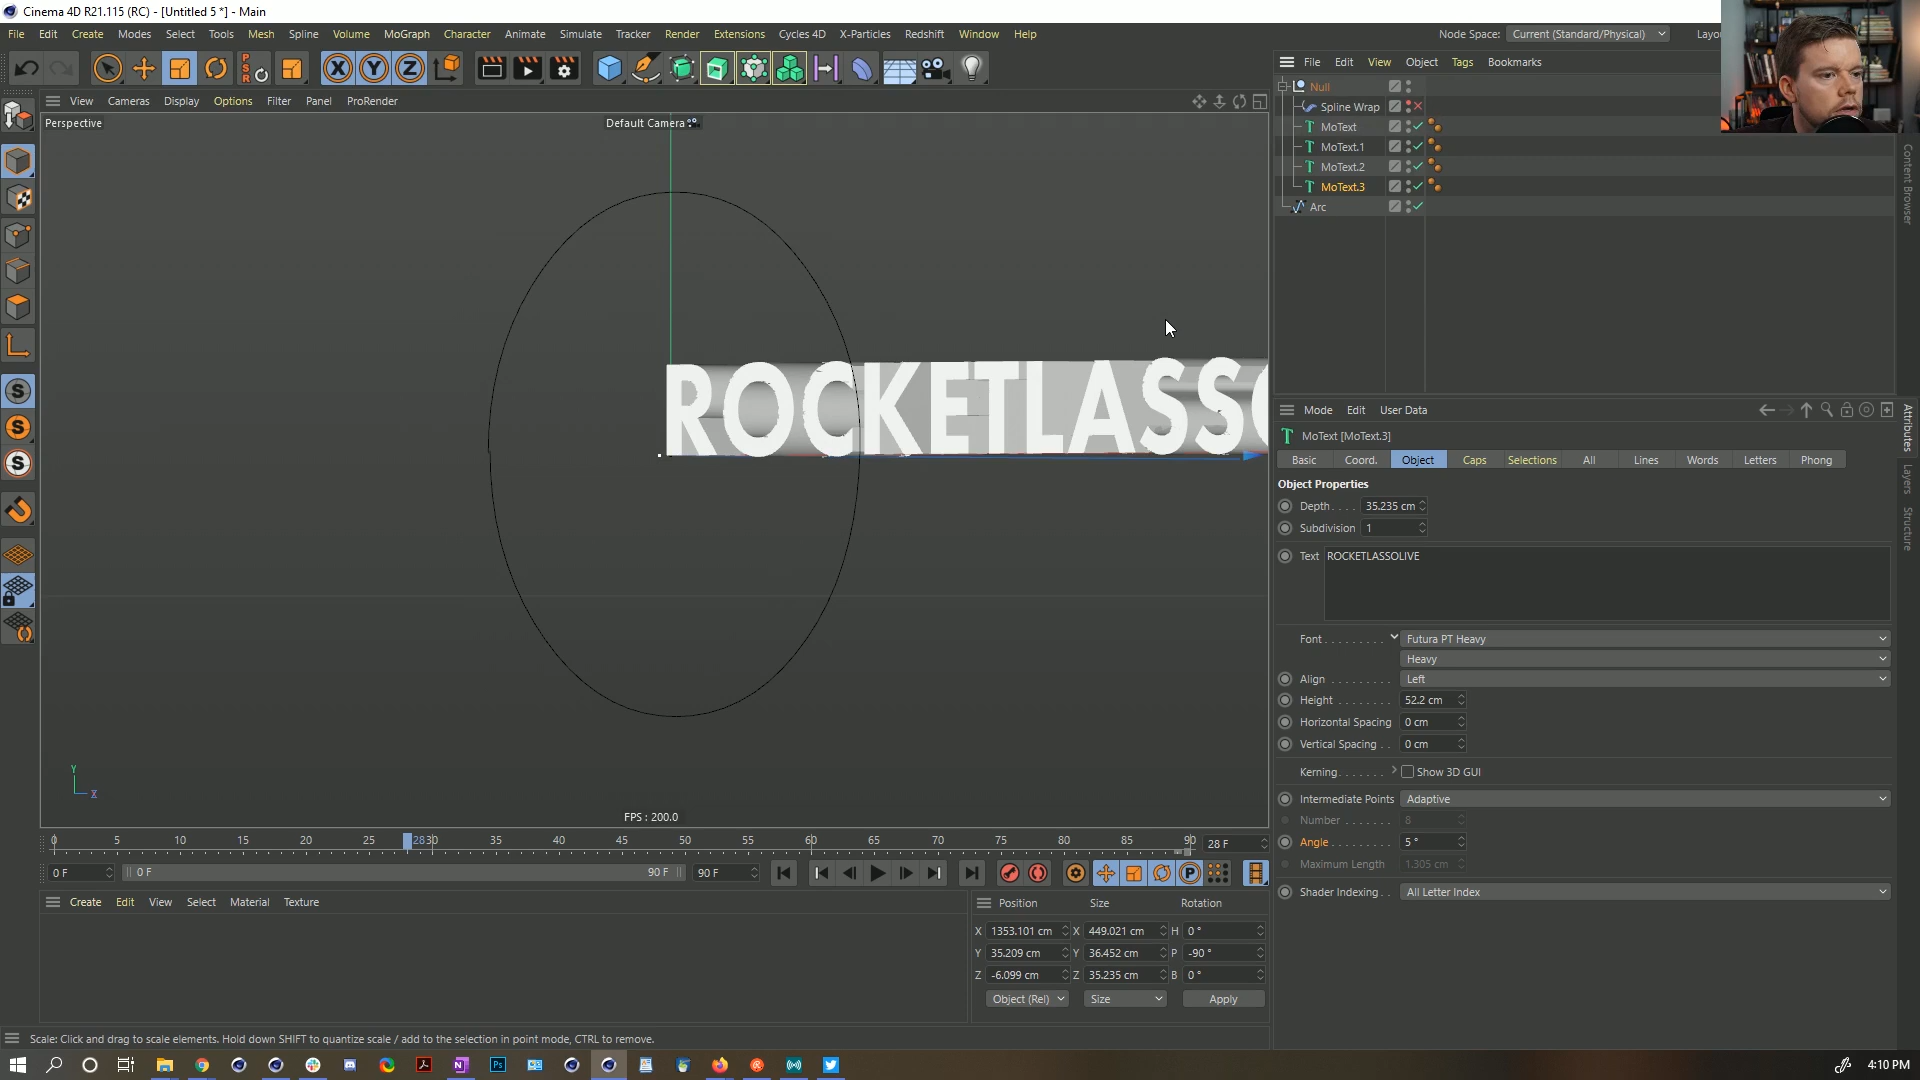 Cinema 4D R21.115 (RC) - [Untitled 5 *] - Main
File Edit Create Modes Select Tools Mesh Spline Volume MoGraph Character Animate Simulate Tracker Render Extensions Cycles 4D X-Particles Redshift Window Help
Node Space: Current (Standard/Physical)
PSR
X Y Z
View Cameras Display Options Filter Panel ProRender
Perspective
Default Camera
ROCKETLASSO
Y
X
FPS : 200.0
0 5 10 15 20 25 2830 35 40 45 50 55 60 65 70 75 80 85 90 28 F
0 F 0 F 90 F 90 F
Create Edit View Select Material Texture
Position Size Rotation
X 1353.101 cm X 449.021 cm H 0 °
Y 35.209 cm Y 36.452 cm P -90 °
Z -6.099 cm Z 35.235 cm B 0 °
Object (Rel) Size Apply
Scale: Click and drag to scale elements. Hold down SHIFT to quantize scale / add to the selection in point mode, CTRL to remove.
File Edit View Object Tags Bookmarks
Null
Spline Wrap
MoText
MoText.1
MoText.2
MoText.3
Arc
Content Browser
Mode Edit User Data
MoText [MoText.3]
Basic Coord. Object Caps Selections All Lines Words Letters Phong
Object Properties
Depth . . . . 35.235 cm
Subdivision 1
Text ROCKETLASSOLIVE
Font . . . . . . . . . Futura PT Heavy
Heavy
Align . . . . . . . . . Left
Height . . . . . . . . 52.2 cm
Horizontal Spacing 0 cm
Vertical Spacing . . 0 cm
Kerning. . . . . . . Show 3D GUI
Intermediate Points Adaptive
Number . . . . . . . 8
Angle . . . . . . . . . 5 °
Maximum Length 1.305 cm
Shader Indexing. . All Letter Index
Attributes
Layers
Structure
4:10 PM